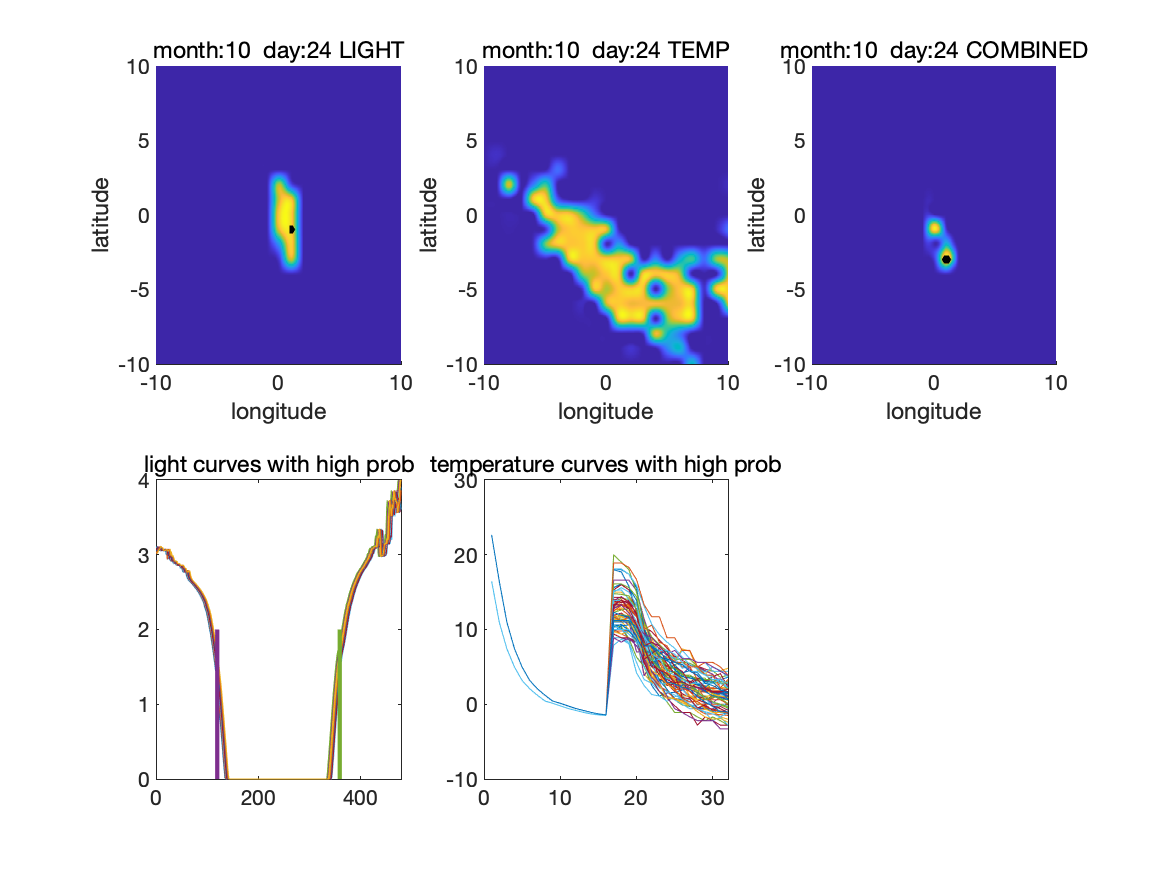 month:10 day:24 LIGHT
10
5
0
-5
-10
-10 0 10
latitude
longitude
month:10 day:24 TEMP
10
5
0
-5
-10
-10 0 10
latitude
longitude
month:10 day:24 COMBINED
10
5
0
-5
-10
-10 0 10
latitude
longitude
light curves with high prob
4
3
2
1
0
0 200 400
temperature curves with high prob
30
20
10
0
-10
0 10 20 30